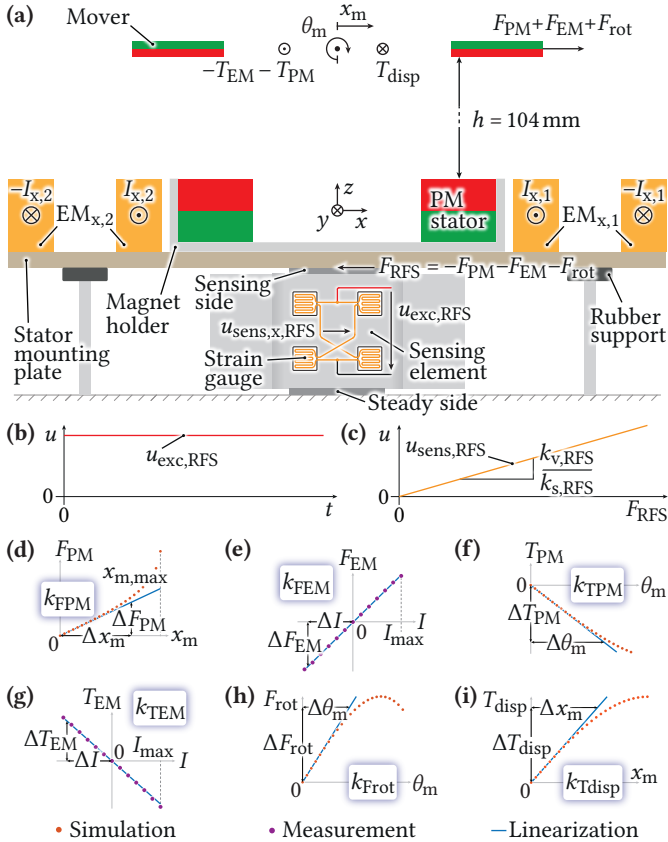 (a)
Mover
θm
xm
FPM+FEM+Frot
−TEM − TPM
Tdisp
h = 104 mm
−Ix,2
Ix,2
EMx,2
z
y
x
PM
stator
Ix,1
−Ix,1
EMx,1
Sensing
side
FRFS = −FPM−FEM−Frot
Magnet
holder
Stator
mounting
plate
usens,x,RFS
uexc,RFS
Strain
gauge
Sensing
element
Rubber
support
Steady side
(b)
u
uexc,RFS
0
0
t
(c)
u
usens,RFS
kv,RFS
ks,RFS
0
0
FRFS
(d)
FPM
xm,max
kFPM
ΔFPM
Δxm
0
xm
(e)
FEM
kFEM
ΔI
0
Imax
I
ΔFEM
(f)
TPM
0
kTPM
θm
ΔTPM
Δθm
(g)
TEM
kTEM
ΔTEM
ΔI
0
Imax
I
(h)
Frot
Δθm
ΔFrot
kFrot
0
θm
(i)
Tdisp
Δxm
ΔTdisp
kTdisp
0
xm
Simulation
Measurement
Linearization